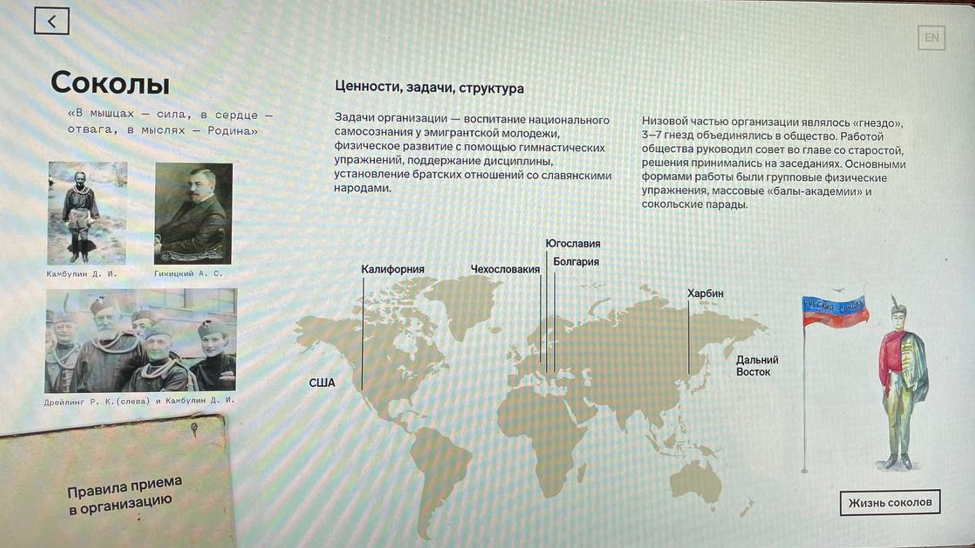 EN
Соколы
«В мышцах — сила, в сердце —
отвага, в мыслях — Родина»
Камбулин Д. И.
Гижицкий А. С.
Дрейлинг Р. К.(слева) и Камбулин Д. И.
Правила приема
в организацию
Ценности, задачи, структура
Задачи организации — воспитание национального
самосознания у эмигрантской молодежи,
физическое развитие с помощью гимнастических
упражнений, поддержание дисциплины,
установление братских отношений со славянскими
народами.
Низовой частью организации являлось «гнездо»,
3—7 гнезд объединялись в общество. Работой
общества руководил совет во главе со старостой,
решения принимались на заседаниях. Основными
формами работы были групповые физические
упражнения, массовые «балы-академии» и
сокольские парады.
Югославия
Болгария
Калифорния
Чехословакия
Харбин
США
Дальний
Восток
Жизнь соколов